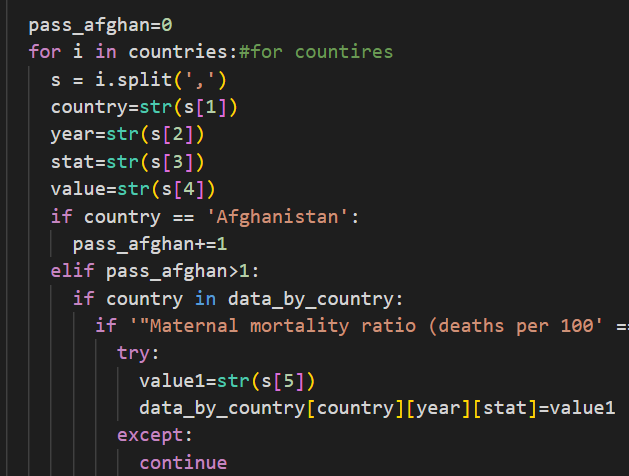 pass_afghan=0
for i in countries:#for countires
s = i.split(',')
country=str(s[1])
year=str(s[2])
stat=str(s[3])
value=str(s[4])
if country == 'Afghanistan':
pass_afghan+=1
elif pass_afghan>1:
if country in data_by_country:
if '"Maternal mortality ratio (deaths per 100' ==
try:
value1=str(s[5])
data_by_country[country][year][stat]=value1
except:
continue